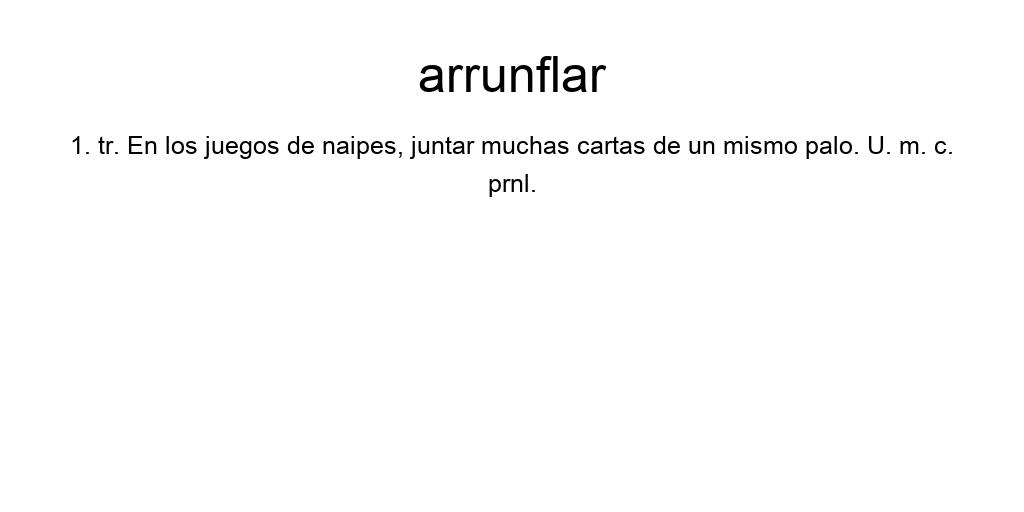 arrunflar
1. tr. En los juegos de naipes, juntar muchas cartas de un mismo palo. U. m. c.
prnl.